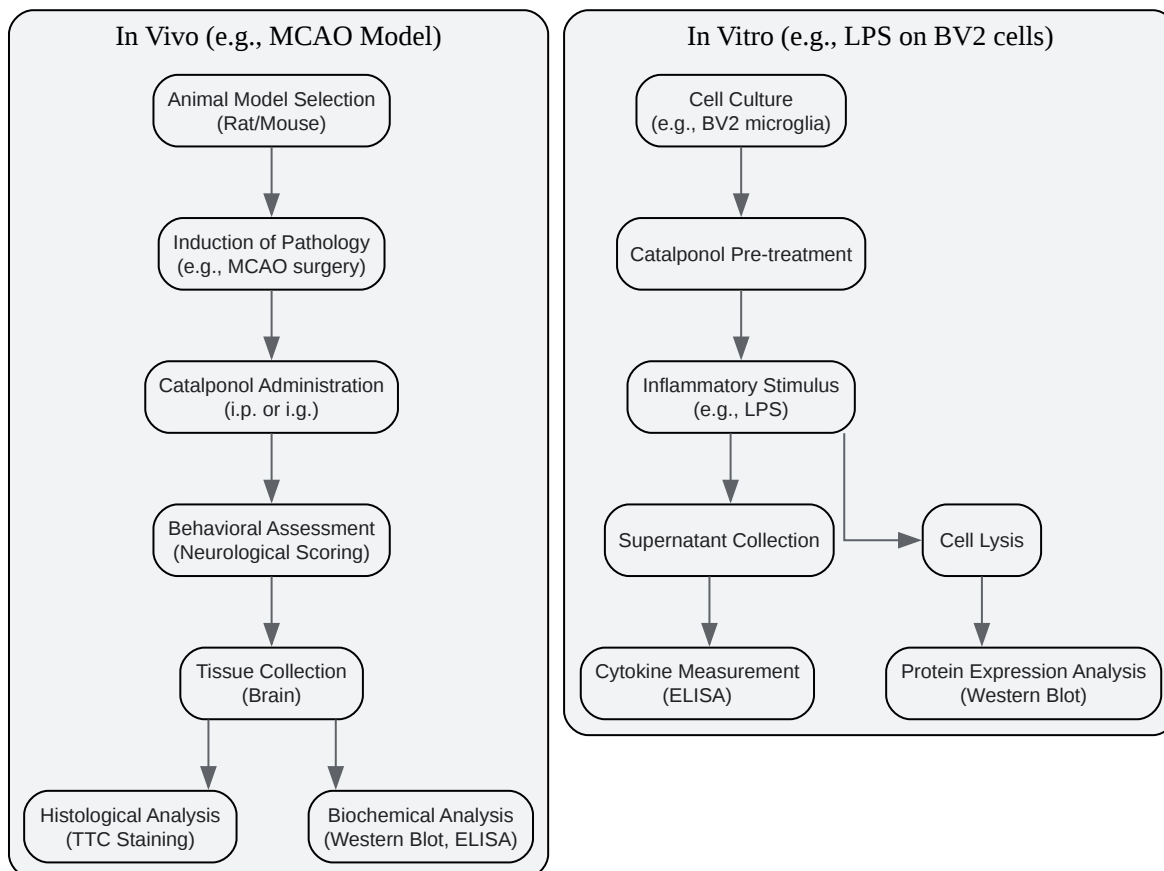 In Vivo (e.g., MCAO Model)
Animal Model Selection
(Rat/Mouse)
Induction of Pathology
(e.g., MCAO surgery)
Catalponol Administration
(i.p. or i.g.)
Behavioral Assessment
(Neurological Scoring)
Tissue Collection
(Brain)
Histological Analysis
(TTC Staining)
Biochemical Analysis
(Western Blot, ELISA)
In Vitro (e.g., LPS on BV2 cells)
Cell Culture
(e.g., BV2 microglia)
Catalponol Pre-treatment
Inflammatory Stimulus
(e.g., LPS)
Supernatant Collection
Cell Lysis
Cytokine Measurement
(ELISA)
Protein Expression Analysis
(Western Blot)